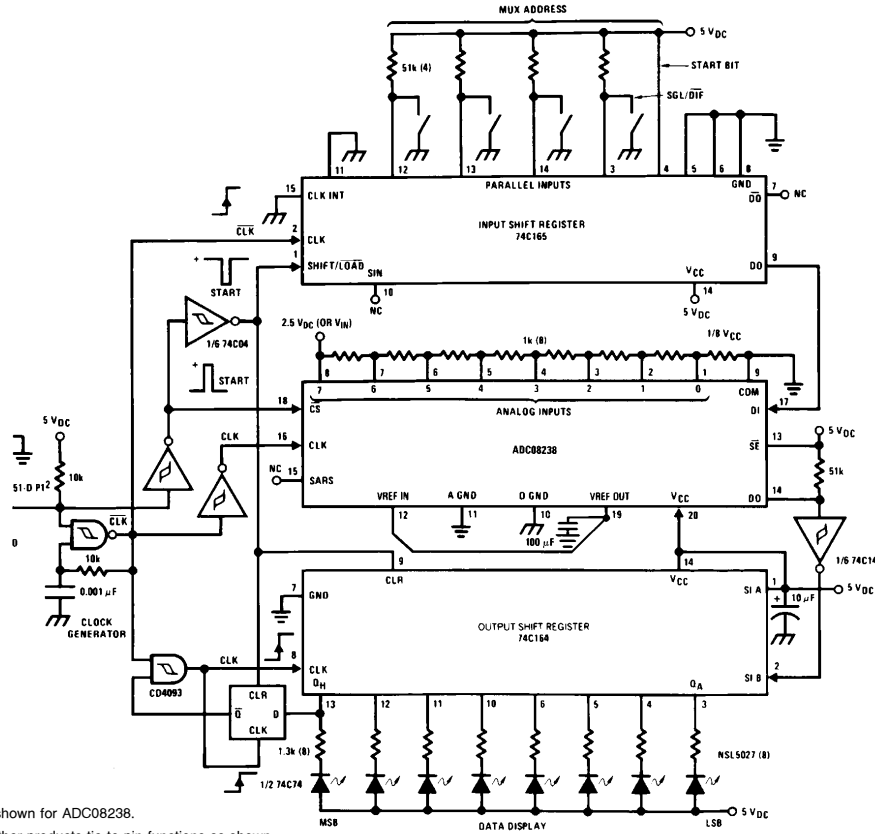 MUX ADDRESS
5 VDC
51k (4)
START BIT
SGL/DIF
11
12
13
14
3
4
5
6
8
15
CLK INT
PARALLEL INPUTS
GND
DO
7
NC
INPUT SHIFT REGISTER
74C165
CLK
2
CLK
1
SHIFT/LOAD
SIN
10
NC
VCC
14
5 VDC
DO
9
+
START
1/6 74C04
2.5 VDC (OR VIN)
1k (8)
1/8 VCC
+
START
8
7
6
5
4
3
2
1
9
7
6
5
4
3
2
1
0
COM
18
CS
ANALOG INPUTS
DI
17
ADC08238
CLK
16
CLK
SE
13
5 VDC
51k
NC
15
SARS
DO
14
VREF IN
A GND
D GND
VREF OUT
VCC
12
11
10
19
20
100 µF
1/6 74C14
5 VDC
10k
51-D P1²
CLK
D
10k
0.001 µF
CLOCK
GENERATOR
9
CLR
14
VCC
7
GND
SI A
1
5 VDC
+
10 µF
OUTPUT SHIFT REGISTER
74C164
CLK
8
CLK
CD4093
SI B
2
QH
QA
CLR
Q
D
CLK
13
12
11
10
6
5
4
3
1.3k (8)
NSL5027 (8)
1/2 74C74
MSB
DATA DISPLAY
LSB
5 VDC
shown for ADC08238.